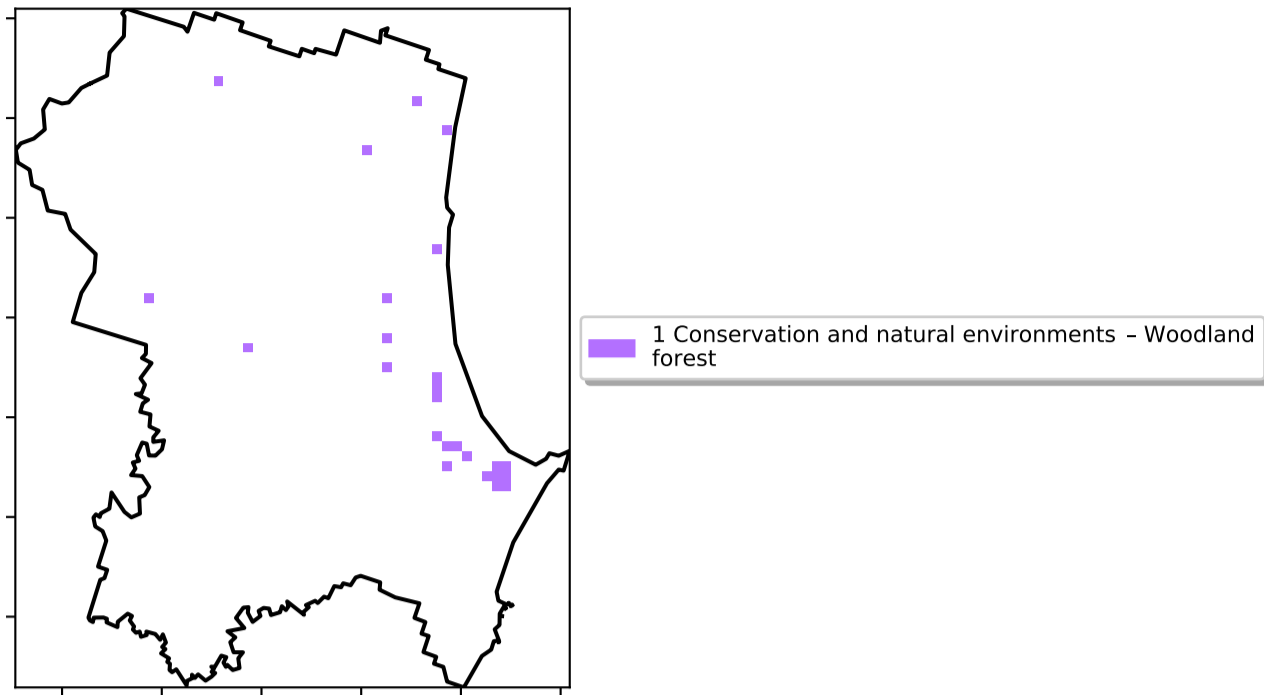 1 Conservation and natural environments – Woodland
forest